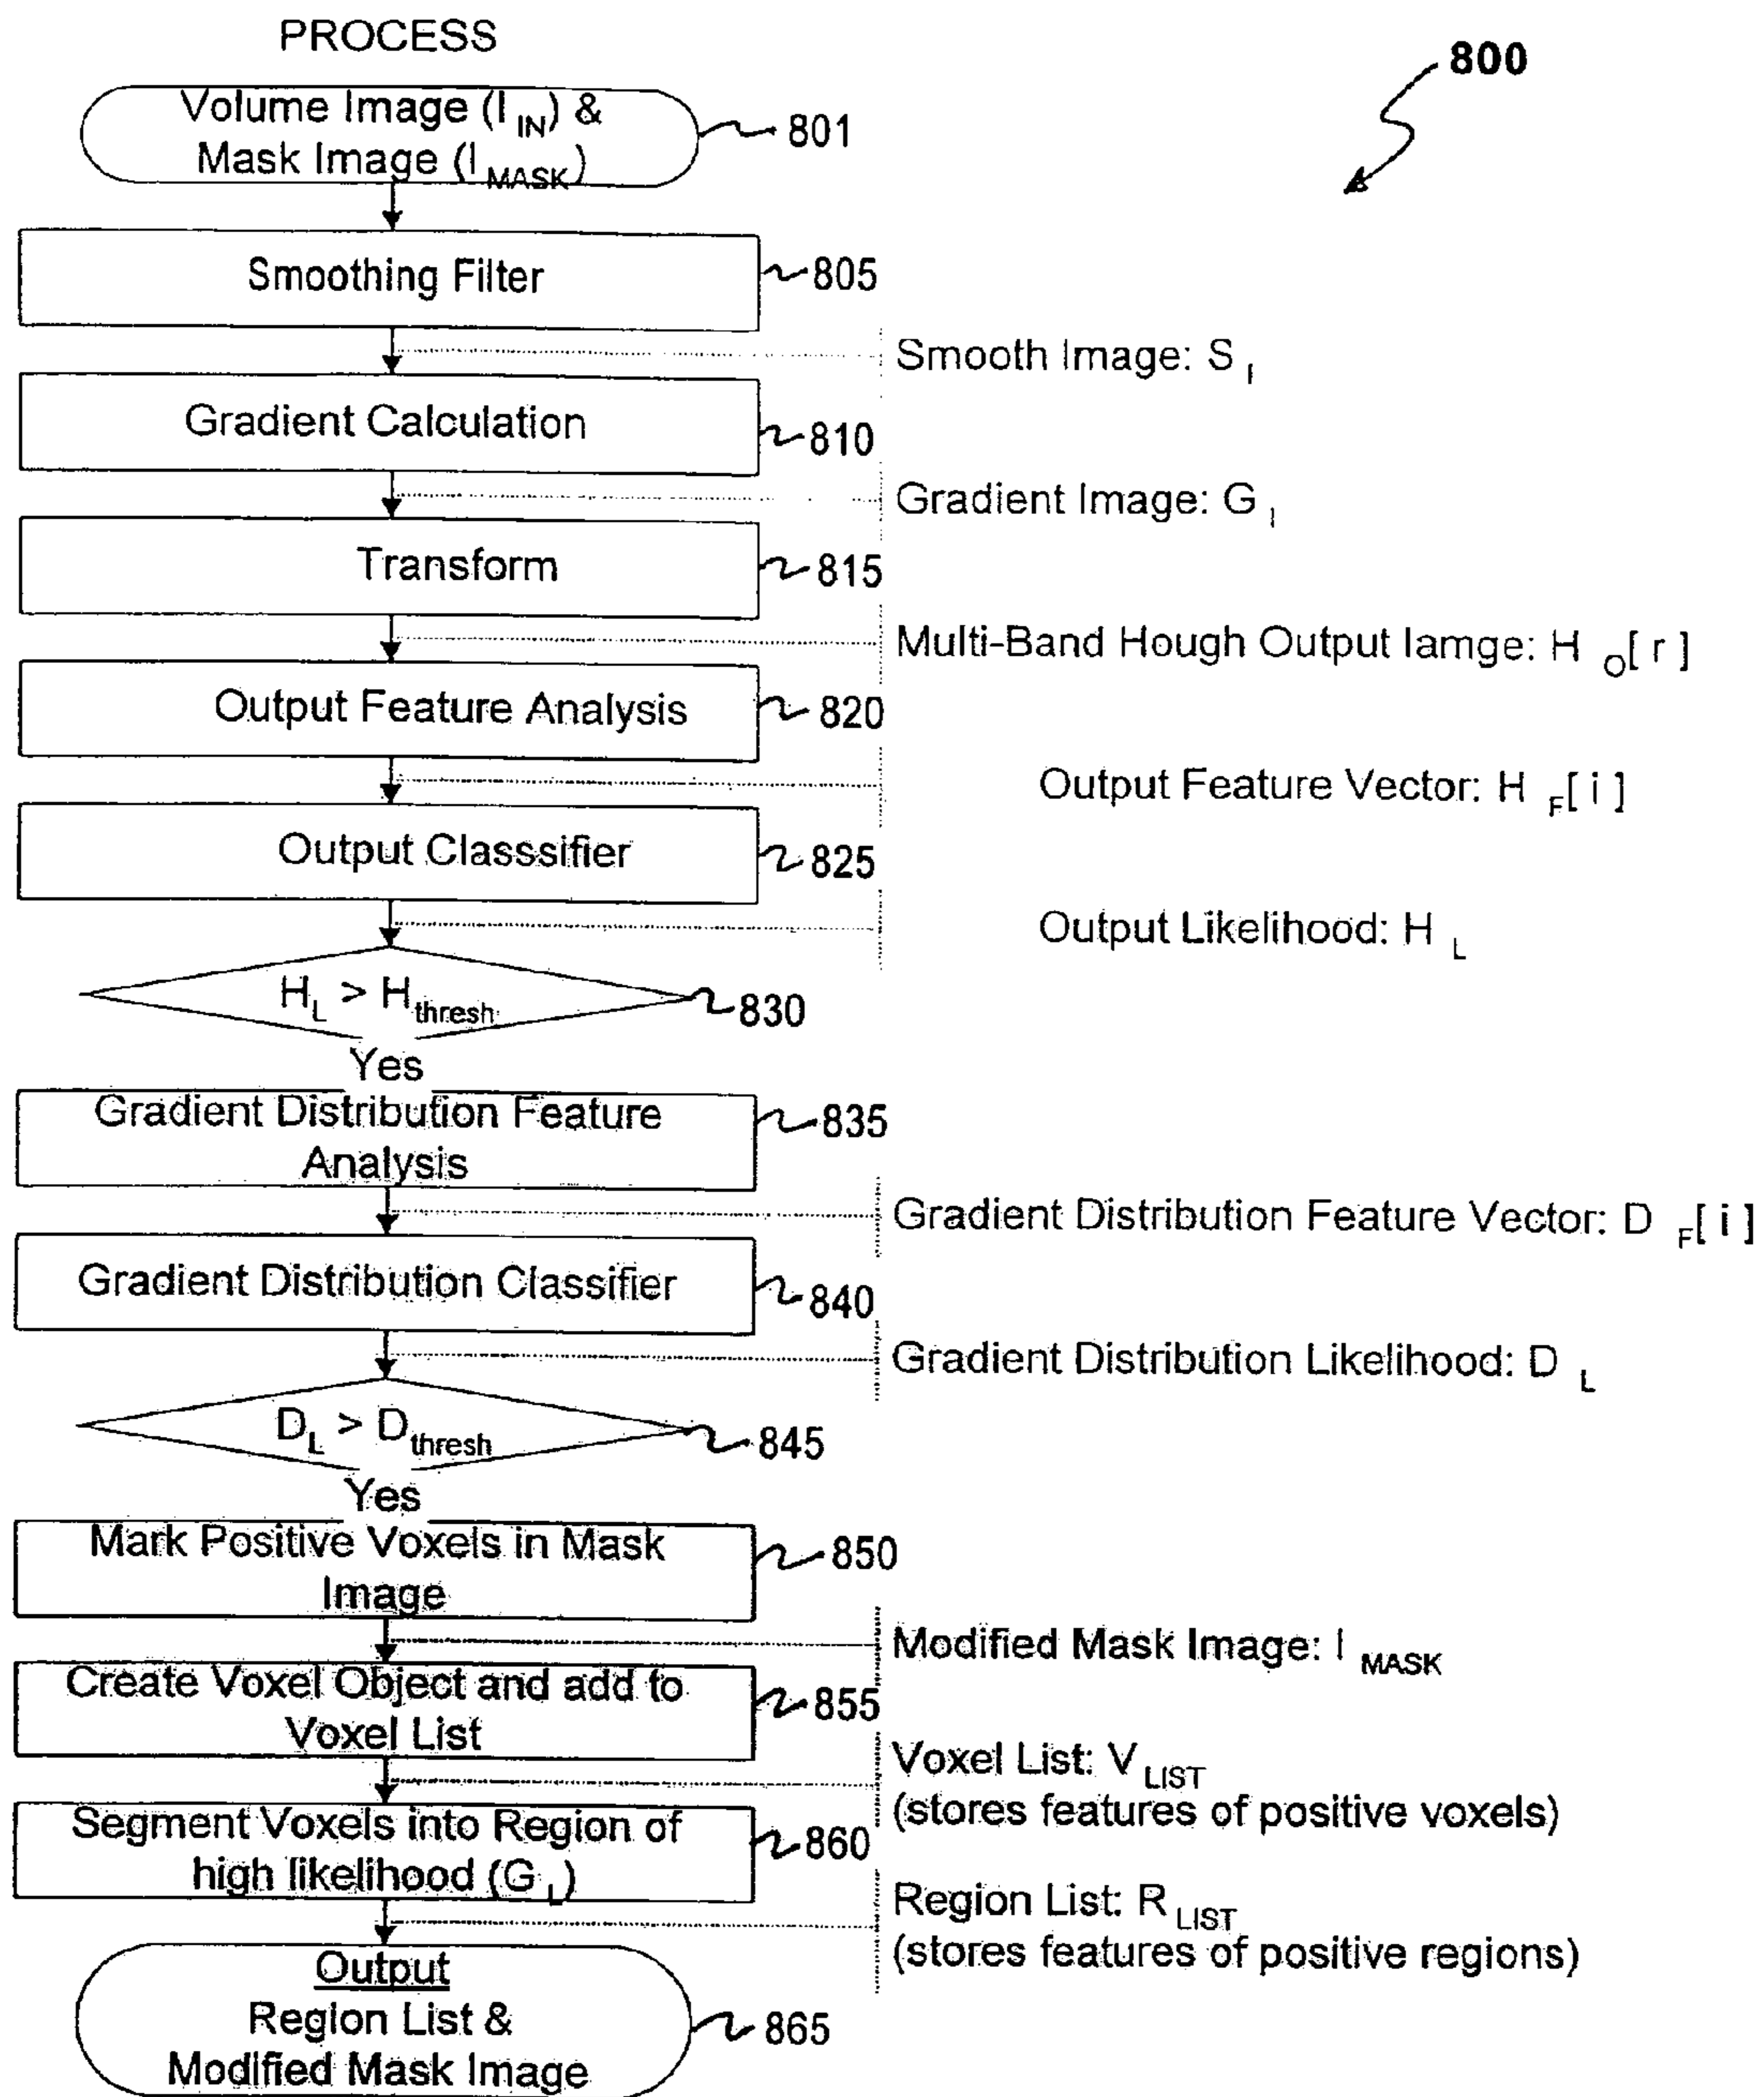 PROCESS
800
Volume Image (I IN) &
Mask Image (I MASK)
801
Smoothing Filter
805
Smooth Image: S I
Gradient Calculation
810
Gradient Image: G I
Transform
815
Multi-Band Hough Output Iamge: H O[ r ]
Output Feature Analysis
820
Output Feature Vector: H F[ i ]
Output Classsifier
825
Output Likelihood: H L
H L > H thresh
830
Yes
Gradient Distribution Feature
Analysis
835
Gradient Distribution Feature Vector: D F[ i ]
Gradient Distribution Classifier
840
Gradient Distribution Likelihood: D L
D L > D thresh
845
Yes
Mark Positive Voxels in Mask
Image
850
Modified Mask Image: I MASK
Create Voxel Object and add to
Voxel List
855
Voxel List: V LIST
(stores features of positive voxels)
Segment Voxels into Region of
high likelihood (G L)
860
Region List: R LIST
(stores features of positive regions)
Output
Region List &
Modified Mask Image
865